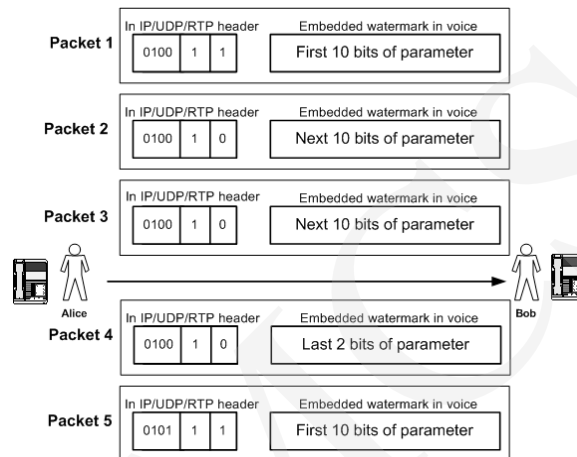 In IP/UDP/RTP header Embedded watermark in voice
Packet 1
0100 1 1 First 10 bits of parameter
In IP/UDP/RTP header Embedded watermark in voice
Packet 2
0100 1 0 Next 10 bits of parameter
In IP/UDP/RTP header Embedded watermark in voice
Packet 3
0100 1 0 Next 10 bits of parameter
Alice Bob
In IP/UDP/RTP header Embedded watermark in voice
Packet 4
0100 1 0 Last 2 bits of parameter
In IP/UDP/RTP header Embedded watermark in voice
Packet 5
0101 1 1 First 10 bits of parameter